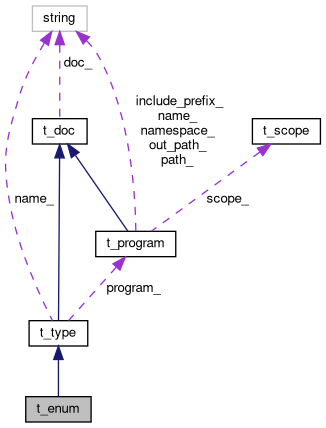 string
doc_
include_prefix_
name_
namespace_
out_path_
path_
t_doc
t_scope
name_
scope_
t_program
program_
t_type
t_enum